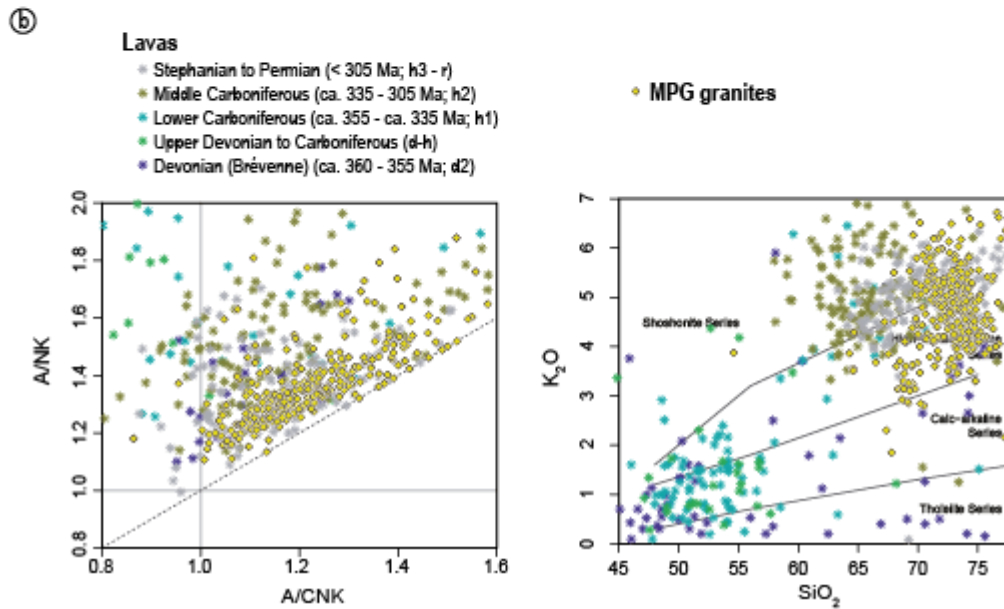 b
Lavas
Stephanian to Permian (< 305 Ma; h3 - r)
Middle Carboniferous (ca. 335 - 305 Ma; h2)
Lower Carboniferous (ca. 355 - ca. 335 Ma; h1)
Upper Devonian to Carboniferous (d-h)
Devonian (Brévenne) (ca. 360 - 355 Ma; d2)
MPG granites
A/NK
2.0
1.8
1.6
1.4
1.2
1.0
0.8
0.8 1.0 1.2 1.4 1.6
A/CNK
K₂O
7
6
5
4
3
2
1
0
Shoshonite Series
Calc-alkaline
Series
Tholeiite Series
45 50 55 60 65 70 75
SiO₂